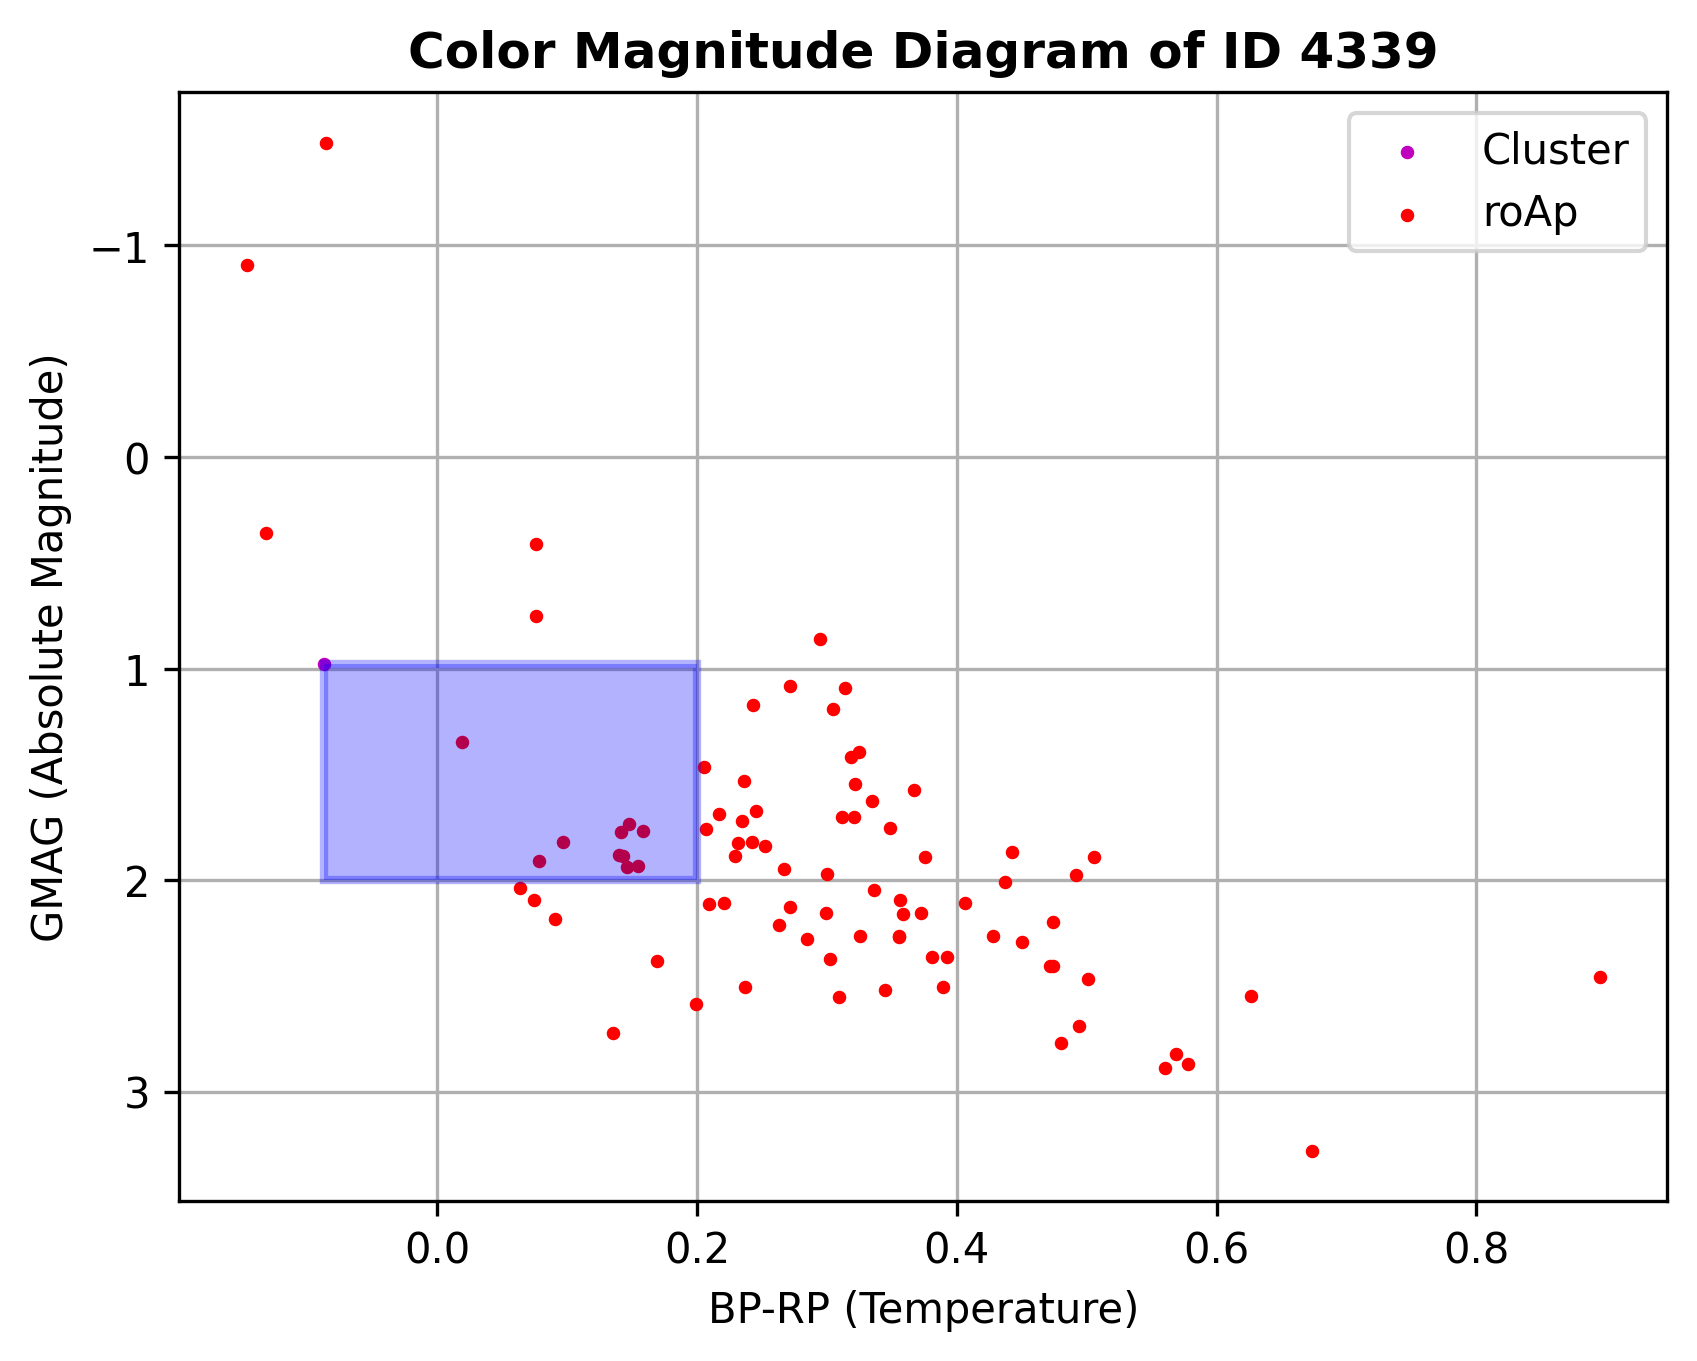 Color Magnitude Diagram of ID 4339
Cluster
roAp
−1
0
1
2
3
GMAG (Absolute Magnitude)
0.0 0.2 0.4 0.6 0.8
BP-RP (Temperature)